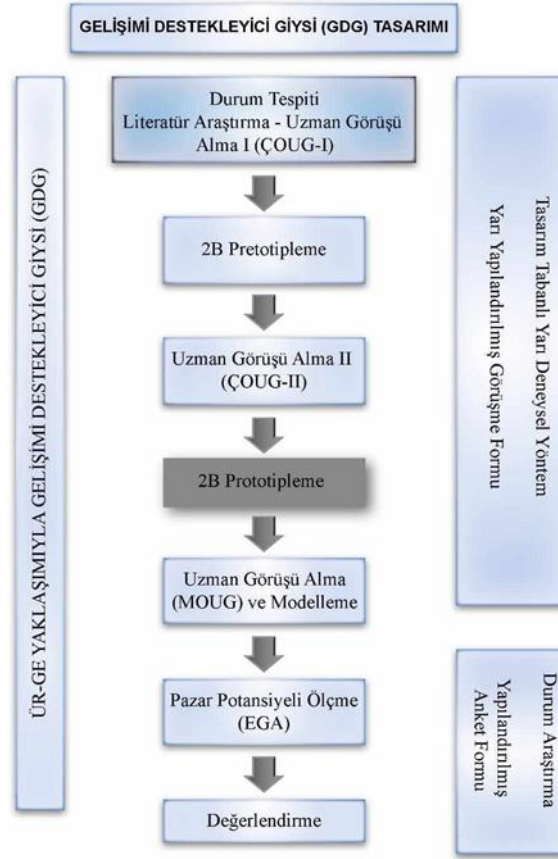 GELİŞİMİ DESTEKLEYİCİ GİYSİ (GDG) TASARIMI
ÜR-GE YAKLAŞIMIYLA GELİŞİMİ DESTEKLEYİCİ GİYSİ (GDG)
Durum Tespiti
Literatür Araştırma - Uzman Görüşü
Alma I (ÇOUG-I)
2B Pretotipleme
Uzman Görüşü Alma II
(ÇOUG-II)
2B Prototipleme
Uzman Görüşü Alma
(MOUG) ve Modelleme
Pazar Potansiyeli Ölçme
(EGA)
Değerlendirme
Tasarım Tabanlı Yarı Deneysel Yöntem
Yarı Yapılandırılmış Görüşme Formu
Durum Araştırma
Yapılandırılmış
Anket Formu